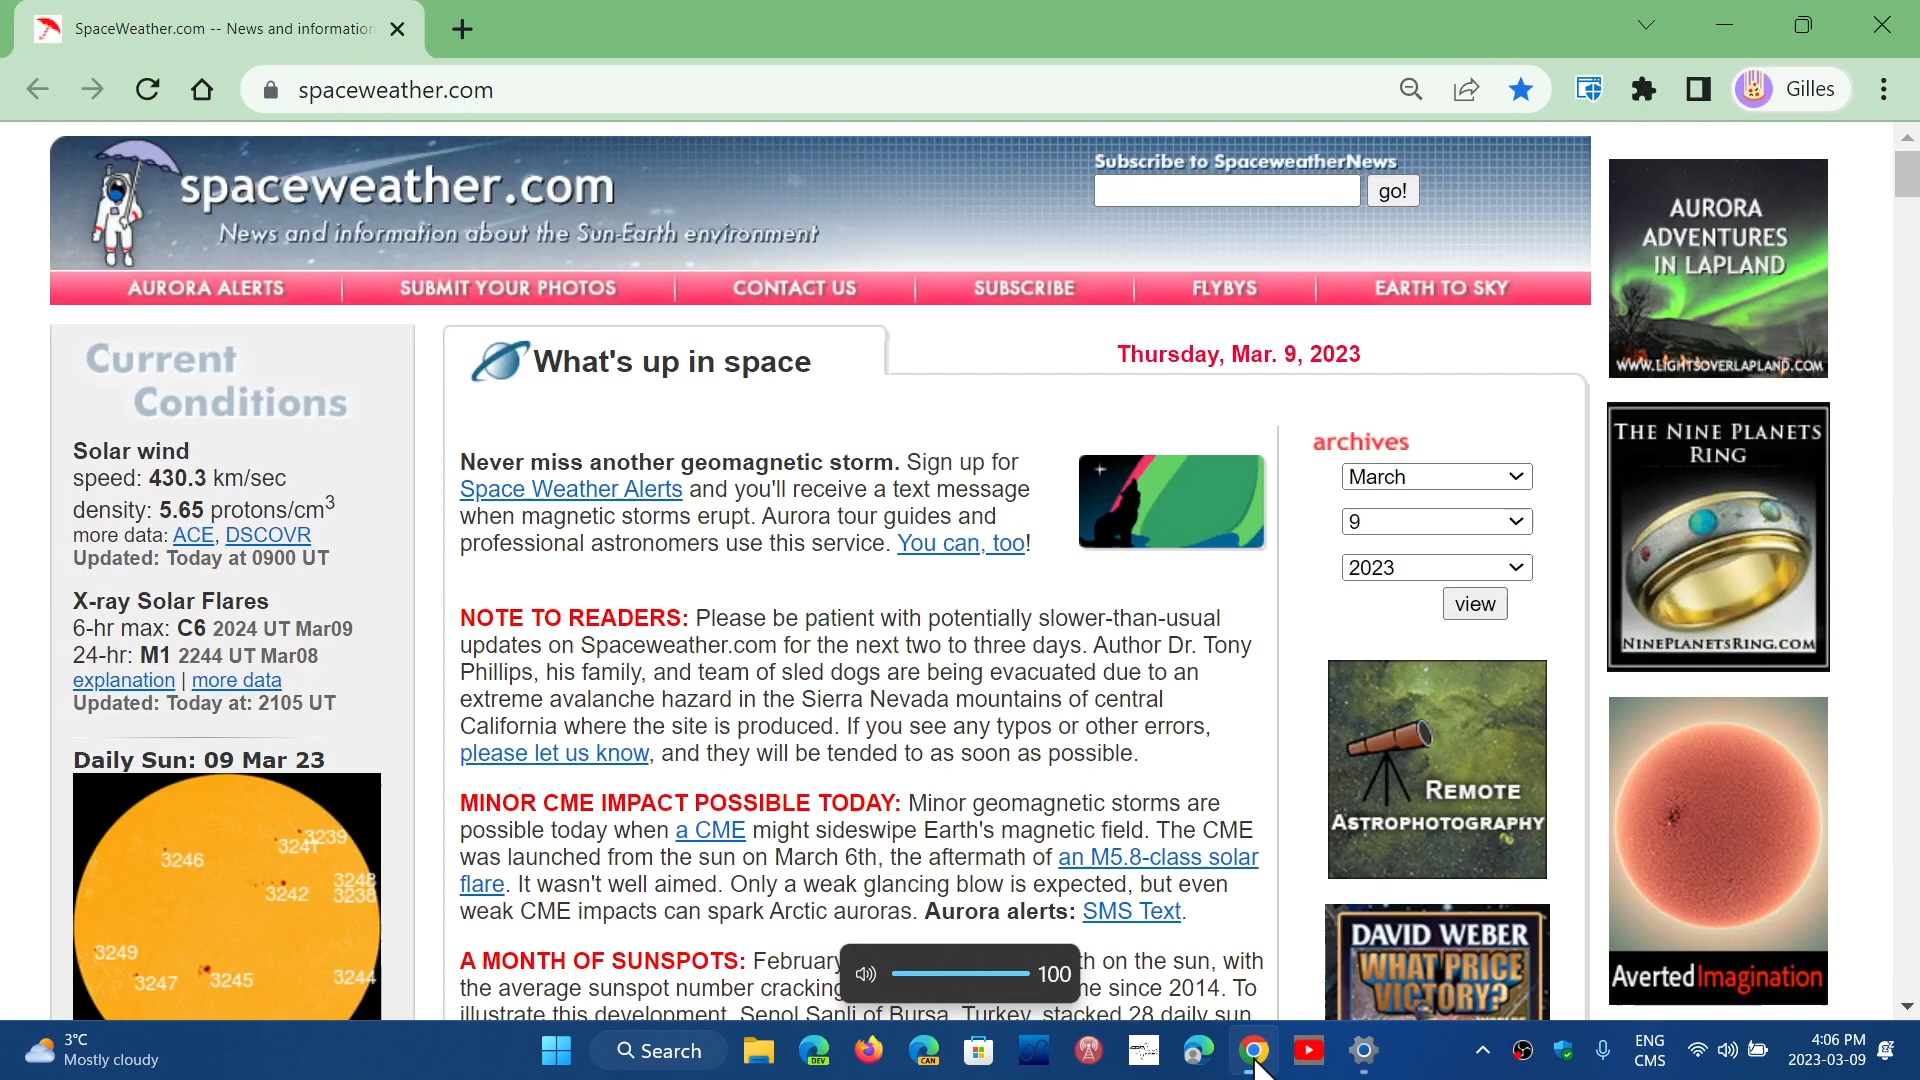 SpaceWeather.com -- News and information
spaceweather.com
Gilles
spaceweather.com
News and information about the Sun-Earth environment
Subscribe to SpaceweatherNews
go!
AURORA ALERTS
SUBMIT YOUR PHOTOS
CONTACT US
SUBSCRIBE
FLYBYS
EARTH TO SKY
Current
Conditions
Solar wind
speed: 430.3 km/sec
density: 5.65 protons/cm3
more data: ACE, DSCOVR
Updated: Today at 0900 UT
X-ray Solar Flares
6-hr max: C6 2024 UT Mar09
24-hr: M1 2244 UT Mar08
explanation | more data
Updated: Today at: 2105 UT
Daily Sun: 09 Mar 23
3239
3241
3246
3248
3238
3242
3249
3247
3245
3244
What's up in space
Thursday, Mar. 9, 2023
Never miss another geomagnetic storm. Sign up for
Space Weather Alerts and you'll receive a text message
when magnetic storms erupt. Aurora tour guides and
professional astronomers use this service. You can, too!
NOTE TO READERS: Please be patient with potentially slower-than-usual
updates on Spaceweather.com for the next two to three days. Author Dr. Tony
Phillips, his family, and team of sled dogs are being evacuated due to an
extreme avalanche hazard in the Sierra Nevada mountains of central
California where the site is produced. If you see any typos or other errors,
please let us know, and they will be tended to as soon as possible.
MINOR CME IMPACT POSSIBLE TODAY: Minor geomagnetic storms are
possible today when a CME might sideswipe Earth's magnetic field. The CME
was launched from the sun on March 6th, the aftermath of an M5.8-class solar
flare. It wasn't well aimed. Only a weak glancing blow is expected, but even
weak CME impacts can spark Arctic auroras. Aurora alerts: SMS Text.
A MONTH OF SUNSPOTS: February th on the sun, with
the average sunspot number cracking me since 2014. To
illustrate this development, Senol Sanli of Bursa, Turkey, stacked 28 daily sun
100
archives
March
9
2023
view
REMOTE
ASTROPHOTOGRAPHY
DAVID WEBER
WHAT PRICE
VICTORY?
AURORA
ADVENTURES
IN LAPLAND
WWW.LIGHTSOVERLAPLAND.COM
THE NINE PLANETS
RING
NINEPLANETSRING.COM
AvertedImagination
3°C
Mostly cloudy
Search
DEV
CAN
ENG
CMS
4:06 PM
2023-03-09